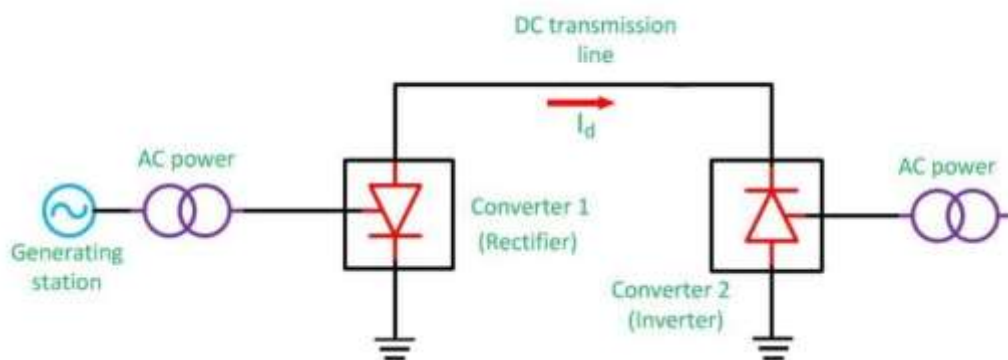 DC transmission
line
I_d
AC power
AC power
Converter 1
(Rectifier)
Generating
station
Converter 2
(Inverter)